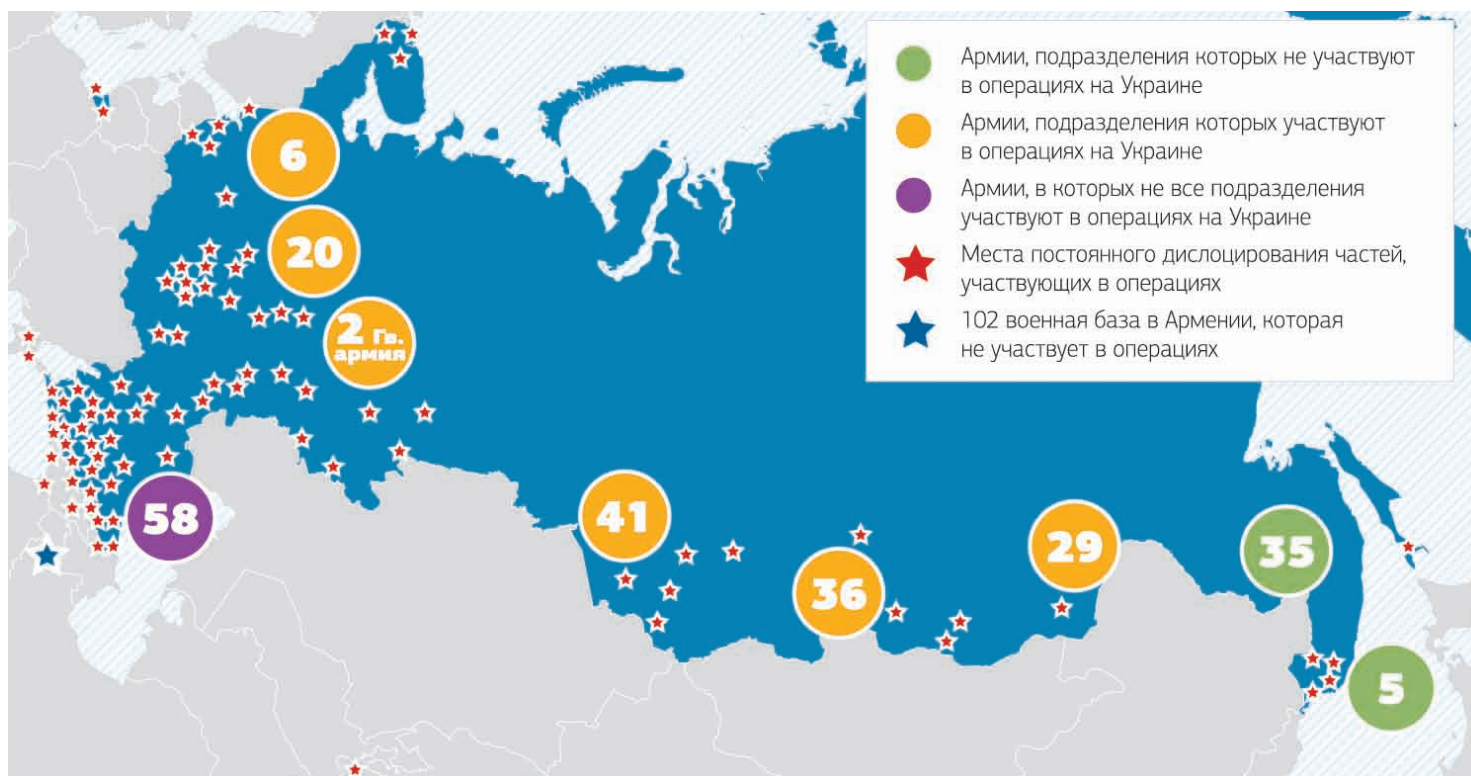 Армии, подразделения которых не участвуют
в операциях на Украине
Армии, подразделения которых участвуют
в операциях на Украине
Армии, в которых не все подразделения
участвуют в операциях на Украине
Места постоянного дислоцирования частей,
участвующих в операциях
102 военная база в Армении, которая
не участвует в операциях
6
20
2 Гв.
армия
58
41
36
29
35
5